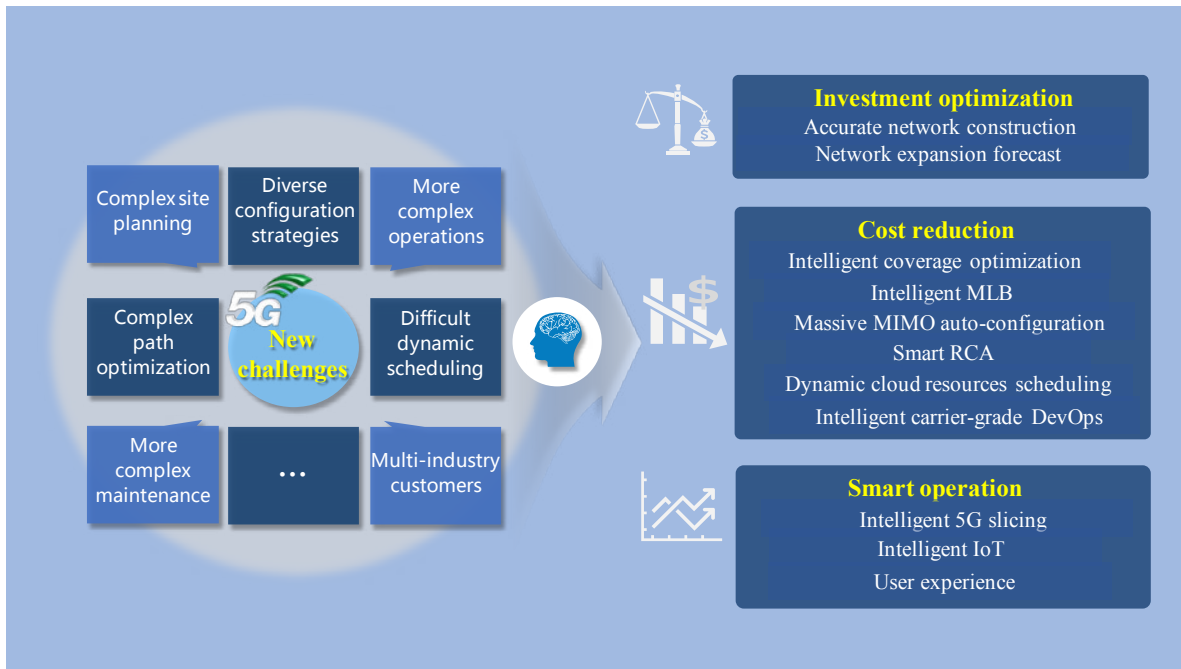 Complex site
planning
Diverse
configuration
strategies
More
complex
operations
Complex
path
optimization
5G
New
challenges
Difficult
dynamic
scheduling
More
complex
maintenance
...
Multi-industry
customers
$
Investment optimization
Accurate network construction
Network expansion forecast
$
Cost reduction
Intelligent coverage optimization
Intelligent MLB
Massive MIMO auto-configuration
Smart RCA
Dynamic cloud resources scheduling
Intelligent carrier-grade DevOps
Smart operation
Intelligent 5G slicing
Intelligent IoT
User experience